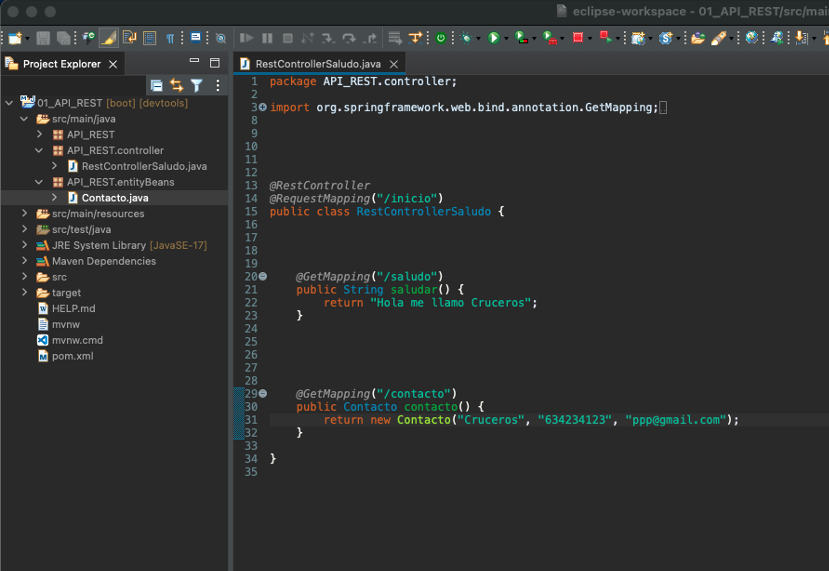 eclipse-workspace - 01_API_REST/src/mai
Project Explorer
RestControllerSaludo.java
01_API_REST [boot] [devtools]
src/main/java
API_REST
API_REST.controller
RestControllerSaludo.java
API_REST.entityBeans
Contacto.java
src/main/resources
src/test/java
JRE System Library [JavaSE-17]
Maven Dependencies
src
target
HELP.md
mvnw
mvnw.cmd
pom.xml
1 package API_REST.controller;
2
3 import org.springframework.web.bind.annotation.GetMapping;
8
9
10
11
12
13 @RestController
14 @RequestMapping("/inicio")
15 public class RestControllerSaludo {
16
17
18
19
20 @GetMapping("/saludo")
21 public String saludar() {
22 return "Hola me llamo Cruceros";
23 }
24
25
26
27
28
29 @GetMapping("/contacto")
30 public Contacto contacto() {
31 return new Contacto("Cruceros", "634234123", "ppp@gmail.com");
32 }
33
34 }
35